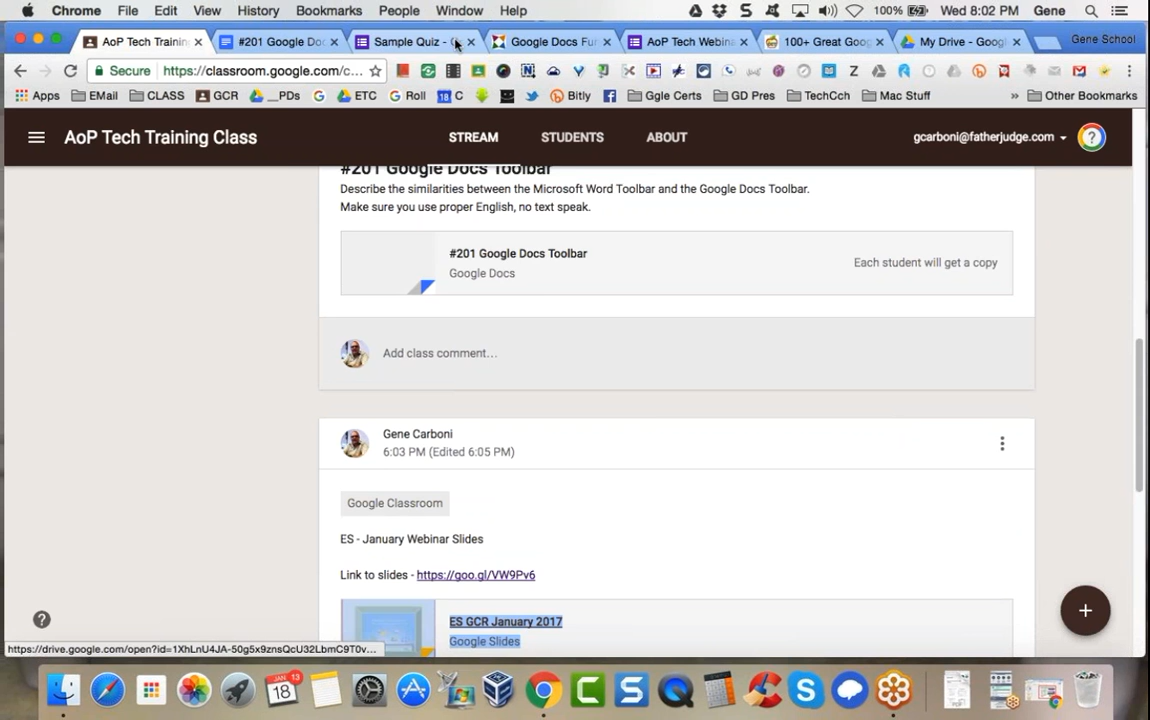 Chrome File Edit View History Bookmarks People Window Help 100% Wed 8:02 PM Gene
AoP Tech Trainin #201 Google Do Sample Quiz - Google Docs Fun AoP Tech Webina 100+ Great Goog My Drive - Googl Gene School
Secure https://classroom.google.com/c...
Apps EMail CLASS GCR __PDs ETC Roll C Bitly Ggle Certs GD Pres TechCch Mac Stuff » Other Bookmarks
AoP Tech Training Class STREAM STUDENTS ABOUT gcarboni@fatherjudge.com
#201 Google Docs Toolbar
Describe the similarities between the Microsoft Word Toolbar and the Google Docs Toolbar.
Make sure you use proper English, no text speak.
#201 Google Docs Toolbar
Google Docs
Each student will get a copy
Add class comment...
Gene Carboni
6:03 PM (Edited 6:05 PM)
Google Classroom
ES - January Webinar Slides
Link to slides - https://goo.gl/VW9Pv6
ES GCR January 2017
Google Slides
https://drive.google.com/open?id=1XhLnU4JA-50g5x9znsQcU32LbmC9T0v...